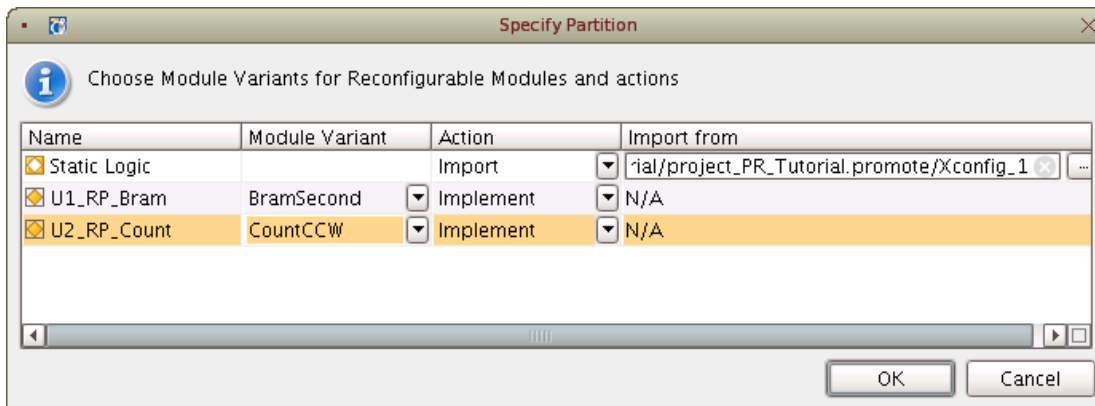 Specify Partition
Choose Module Variants for Reconfigurable Modules and actions
Name Module Variant Action Import from
Static Logic Import rial/project_PR_Tutorial.promote/Xconfig_1 ...
U1_RP_Bram BramSecond Implement N/A
U2_RP_Count CountCCW Implement N/A
OK Cancel